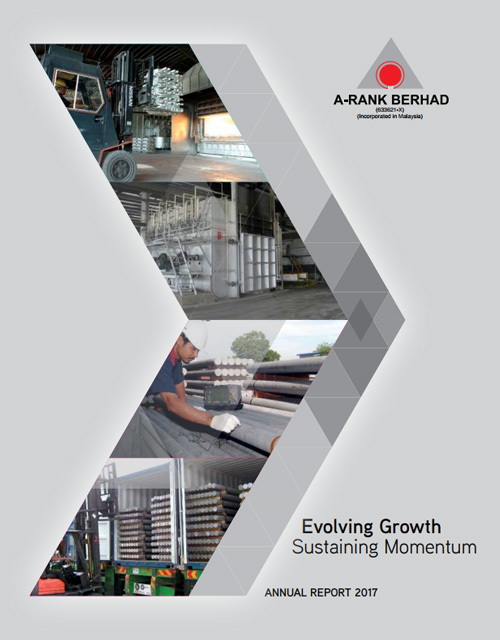 A-RANK BERHAD
(633621-X)
(Incorporated in Malaysia)
Evolving Growth
Sustaining Momentum
ANNUAL REPORT 2017